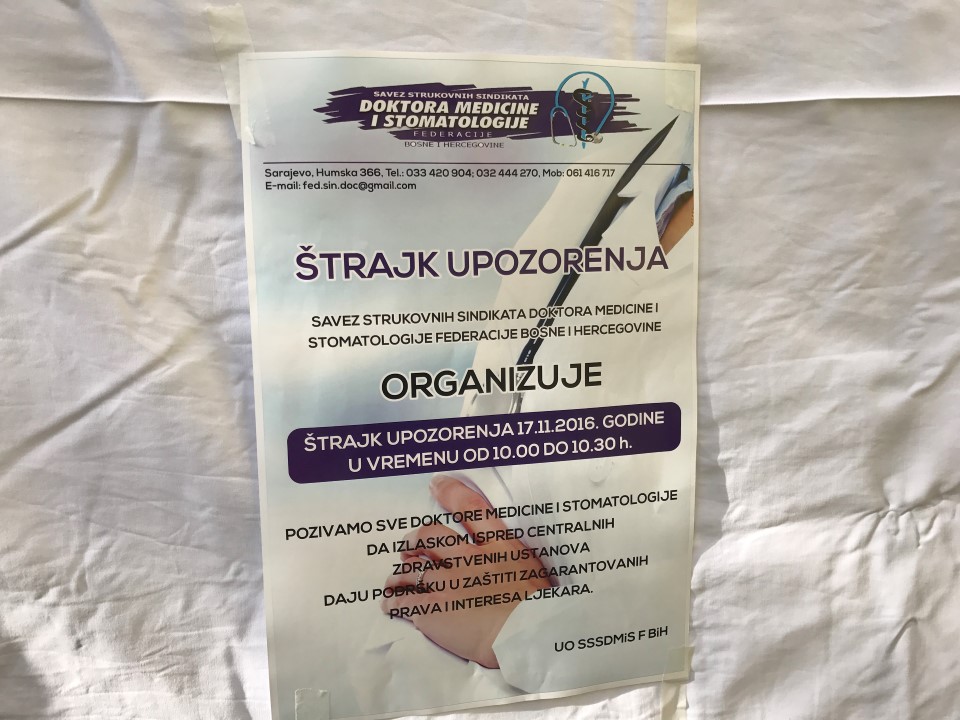 SAVEZ STRUKOVNIH SINDIKATA
DOKTORA MEDICINE
I STOMATOLOGIJE
FEDERACIJE
BOSNE I HERCEGOVINE
Sarajevo, Humska 366, Tel.: 033 420 904; 032 444 270, Mob: 061 416 717
E-mail: fed.sin.doc@gmail.com
ŠTRAJK UPOZORENJA
SAVEZ STRUKOVNIH SINDIKATA DOKTORA MEDICINE I
STOMATOLOGIJE FEDERACIJE BOSNE I HERCEGOVINE
ORGANIZUJE
ŠTRAJK UPOZORENJA 17.11.2016. GODINE
U VREMENU OD 10.00 DO 10.30 h.
POZIVAMO SVE DOKTORE MEDICINE I STOMATOLOGIJE
DA IZLASKOM ISPRED CENTRALNIH
ZDRAVSTVENIH USTANOVA
DAJU PODRŠKU U ZAŠTITI ZAGARANTOVANIH
PRAVA I INTERESA LJEKARA.
UO SSSDMiS F BiH